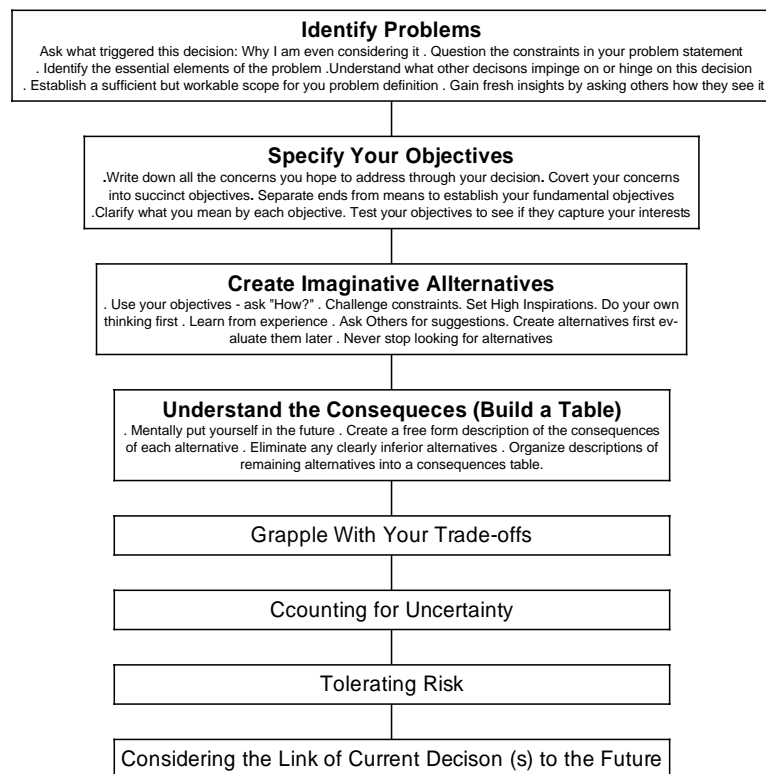 Identify Problems
Ask what triggered this decision: Why I am even considering it . Question the constraints in your problem statement
. Identify the essential elements of the problem .Understand what other decisons impinge on or hinge on this decision
. Establish a sufficient but workable scope for you problem definition . Gain fresh insights by asking others how they see it
Specify Your Objectives
.Write down all the concerns you hope to address through your decision. Covert your concerns
into succinct objectives. Separate ends from means to establish your fundamental objectives
.Clarify what you mean by each objective. Test your objectives to see if they capture your interests
Create Imaginative Allternatives
. Use your objectives - ask "How?" . Challenge constraints. Set High Inspirations. Do your own
thinking first . Learn from experience . Ask Others for suggestions. Create alternatives first ev-
aluate them later . Never stop looking for alternatives
Understand the Consequeces (Build a Table)
. Mentally put yourself in the future . Create a free form description of the consequences
of each alternative . Eliminate any clearly inferior alternatives . Organize descriptions of
remaining alternatives into a consequences table.
Grapple With Your Trade-offs
Ccounting for Uncertainty
Tolerating Risk
Considering the Link of Current Decison (s) to the Future